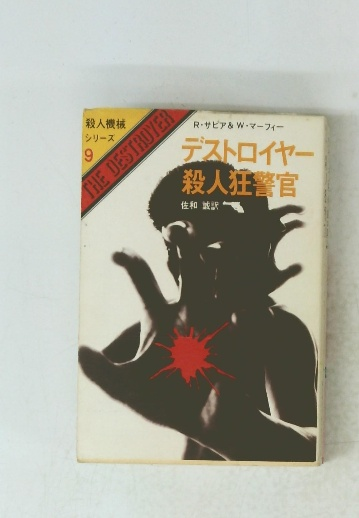 殺人機械
シリーズ
9
THE DESTROYER
R・サピア&W・マーフィー
デストロイヤー
殺人狂警官
佐和 誠訳